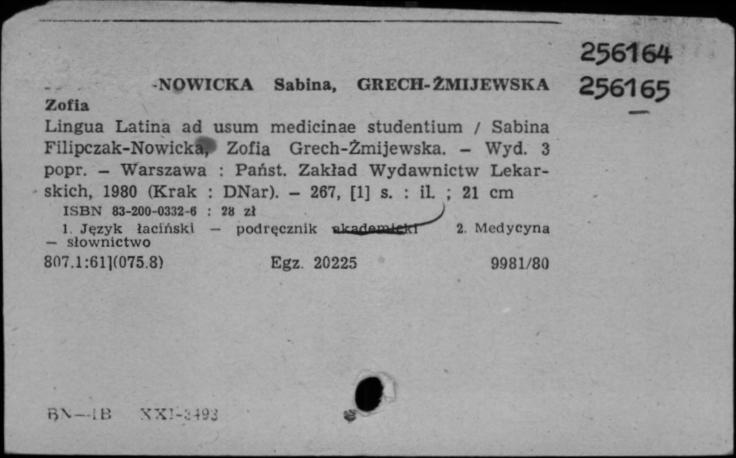 256164
256165
-NOWICKA Sabina, GRECH-ŻMIJEWSKA
Zofia
Lingua Latina ad usum medicinae studentium / Sabina
Filipczak-Nowicka, Zofia Grech-Żmijewska. — Wyd. 3
popr. — Warszawa : Państ. Zakład Wydawnictw Lekar-
skich, 1980 (Krak : DNar). — 267, [1] s. : il. ; 21 cm
ISBN 83-200-0332-6 : 28 zł
1. Język łaciński — podręcznik akademicki 2. Medycyna
— słownictwo
807.1:61](075.8) Egz. 20225 9981/80
BN—IB XXI-3493